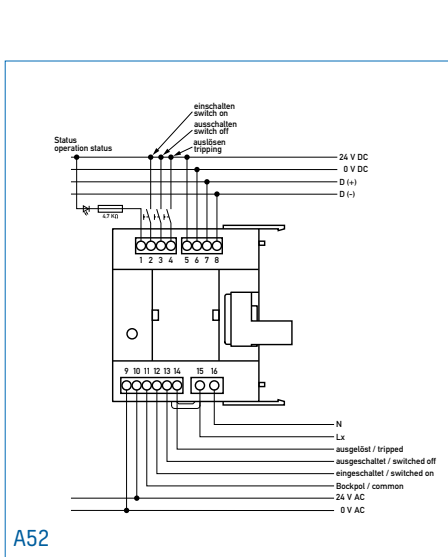 einschalten
switch on
ausschalten
switch off
auslösen
tripping
Status
operation status
24 V DC
0 V DC
D (+)
D (-)
4.7 KΩ
1 2 3 4 5 6 7 8
9 10 11 12 13 14 15 16
N
Lx
ausgelöst / tripped
ausgeschaltet / switched off
eingeschaltet / switched on
Bockpol / common
24 V AC
0 V AC
A52